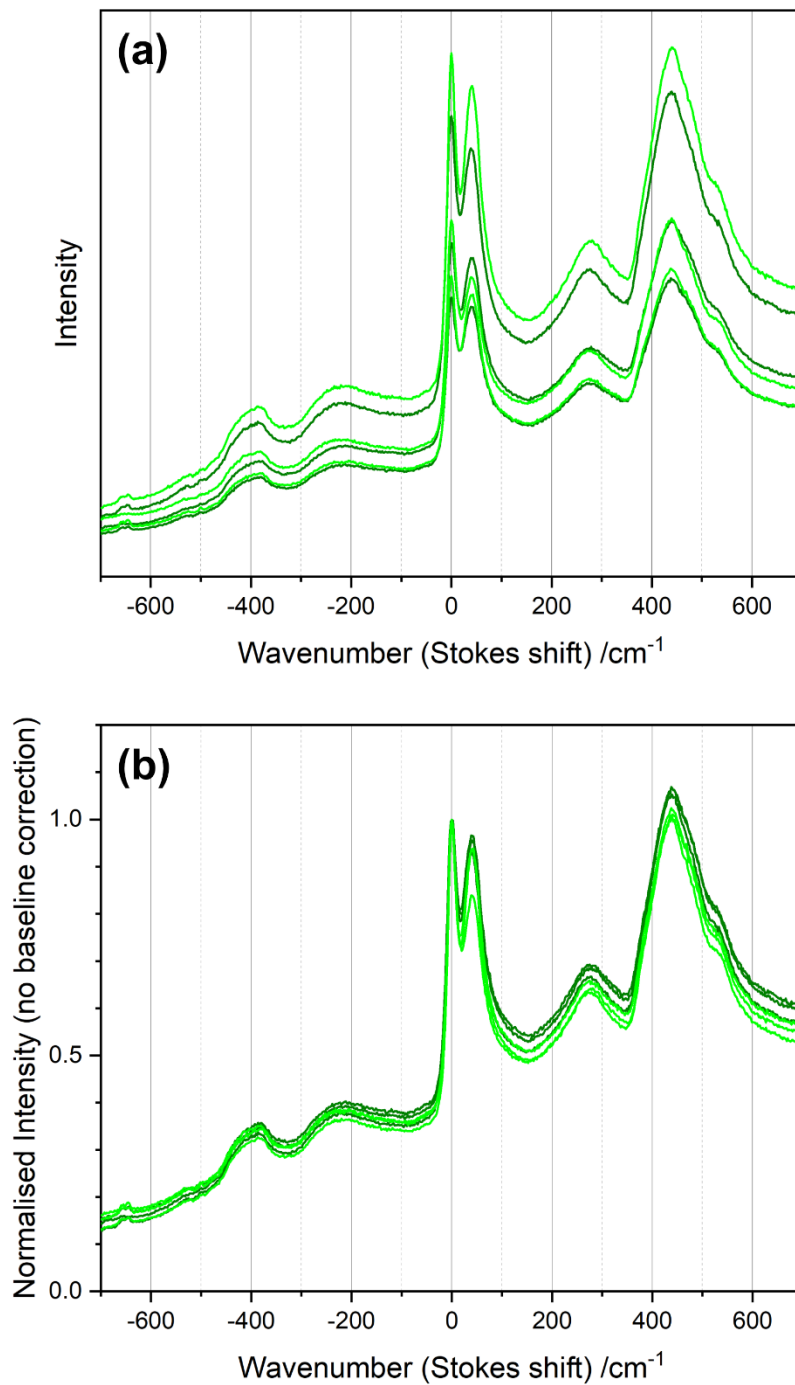 (a)
Intensity
-600 -400 -200 0 200 400 600
Wavenumber (Stokes shift) /cm⁻¹
(b)
Normalised Intensity (no baseline correction)
1.0
0.5
0.0
-600 -400 -200 0 200 400 600
Wavenumber (Stokes shift) /cm⁻¹